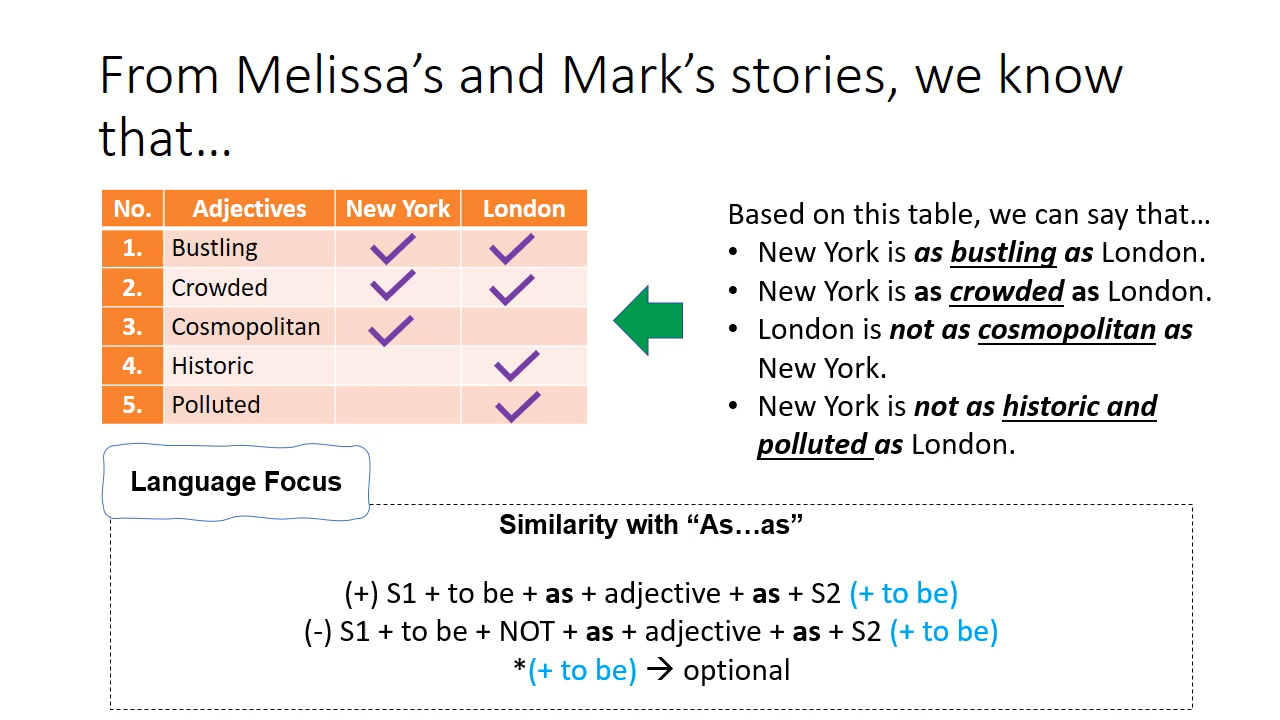 From Melissa’s and Mark’s stories, we know
that…
No. Adjectives New York London
1. Bustling
2. Crowded
3. Cosmopolitan
4. Historic
5. Polluted
Based on this table, we can say that…
• New York is as bustling as London.
• New York is as crowded as London.
• London is not as cosmopolitan as
New York.
• New York is not as historic and
polluted as London.
Language Focus
Similarity with “As…as”
(+) S1 + to be + as + adjective + as + S2 (+ to be)
(-) S1 + to be + NOT + as + adjective + as + S2 (+ to be)
*(+ to be) → optional